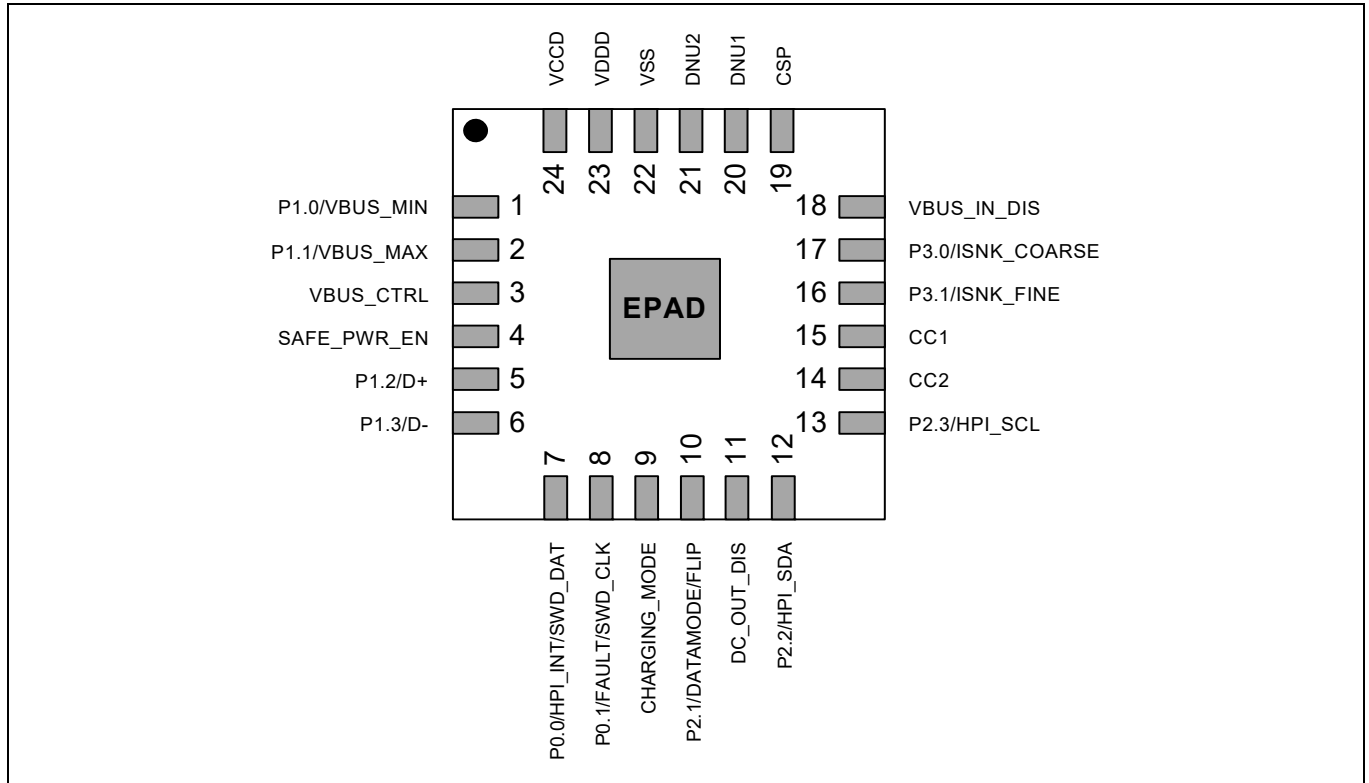 VCCD
VDDD
VSS
DNU2
DNU1
CSP
24
23
22
21
20
19
P1.0/VBUS_MIN 1
P1.1/VBUS_MAX 2
VBUS_CTRL 3
SAFE_PWR_EN 4
P1.2/D+ 5
P1.3/D- 6
EPAD
18 VBUS_IN_DIS
17 P3.0/ISNK_COARSE
16 P3.1/ISNK_FINE
15 CC1
14 CC2
13 P2.3/HPI_SCL
7
8
9
10
11
12
P0.0/HPI_INT/SWD_DAT
P0.1/FAULT/SWD_CLK
CHARGING_MODE
P2.1/DATAMODE/FLIP
DC_OUT_DIS
P2.2/HPI_SDA